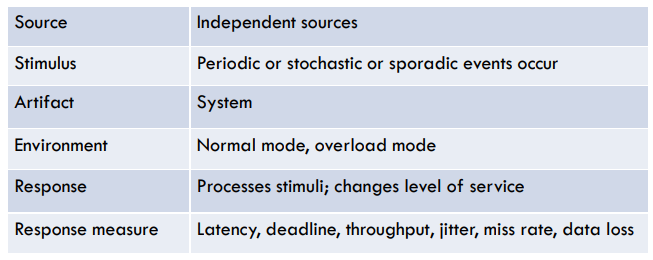 Source Independent sources
Stimulus Periodic or stochastic or sporadic events occur
Artifact System
Environment Normal mode, overload mode
Response Processes stimuli; changes level of service
Response measure Latency, deadline, throughput, jitter, miss rate, data loss